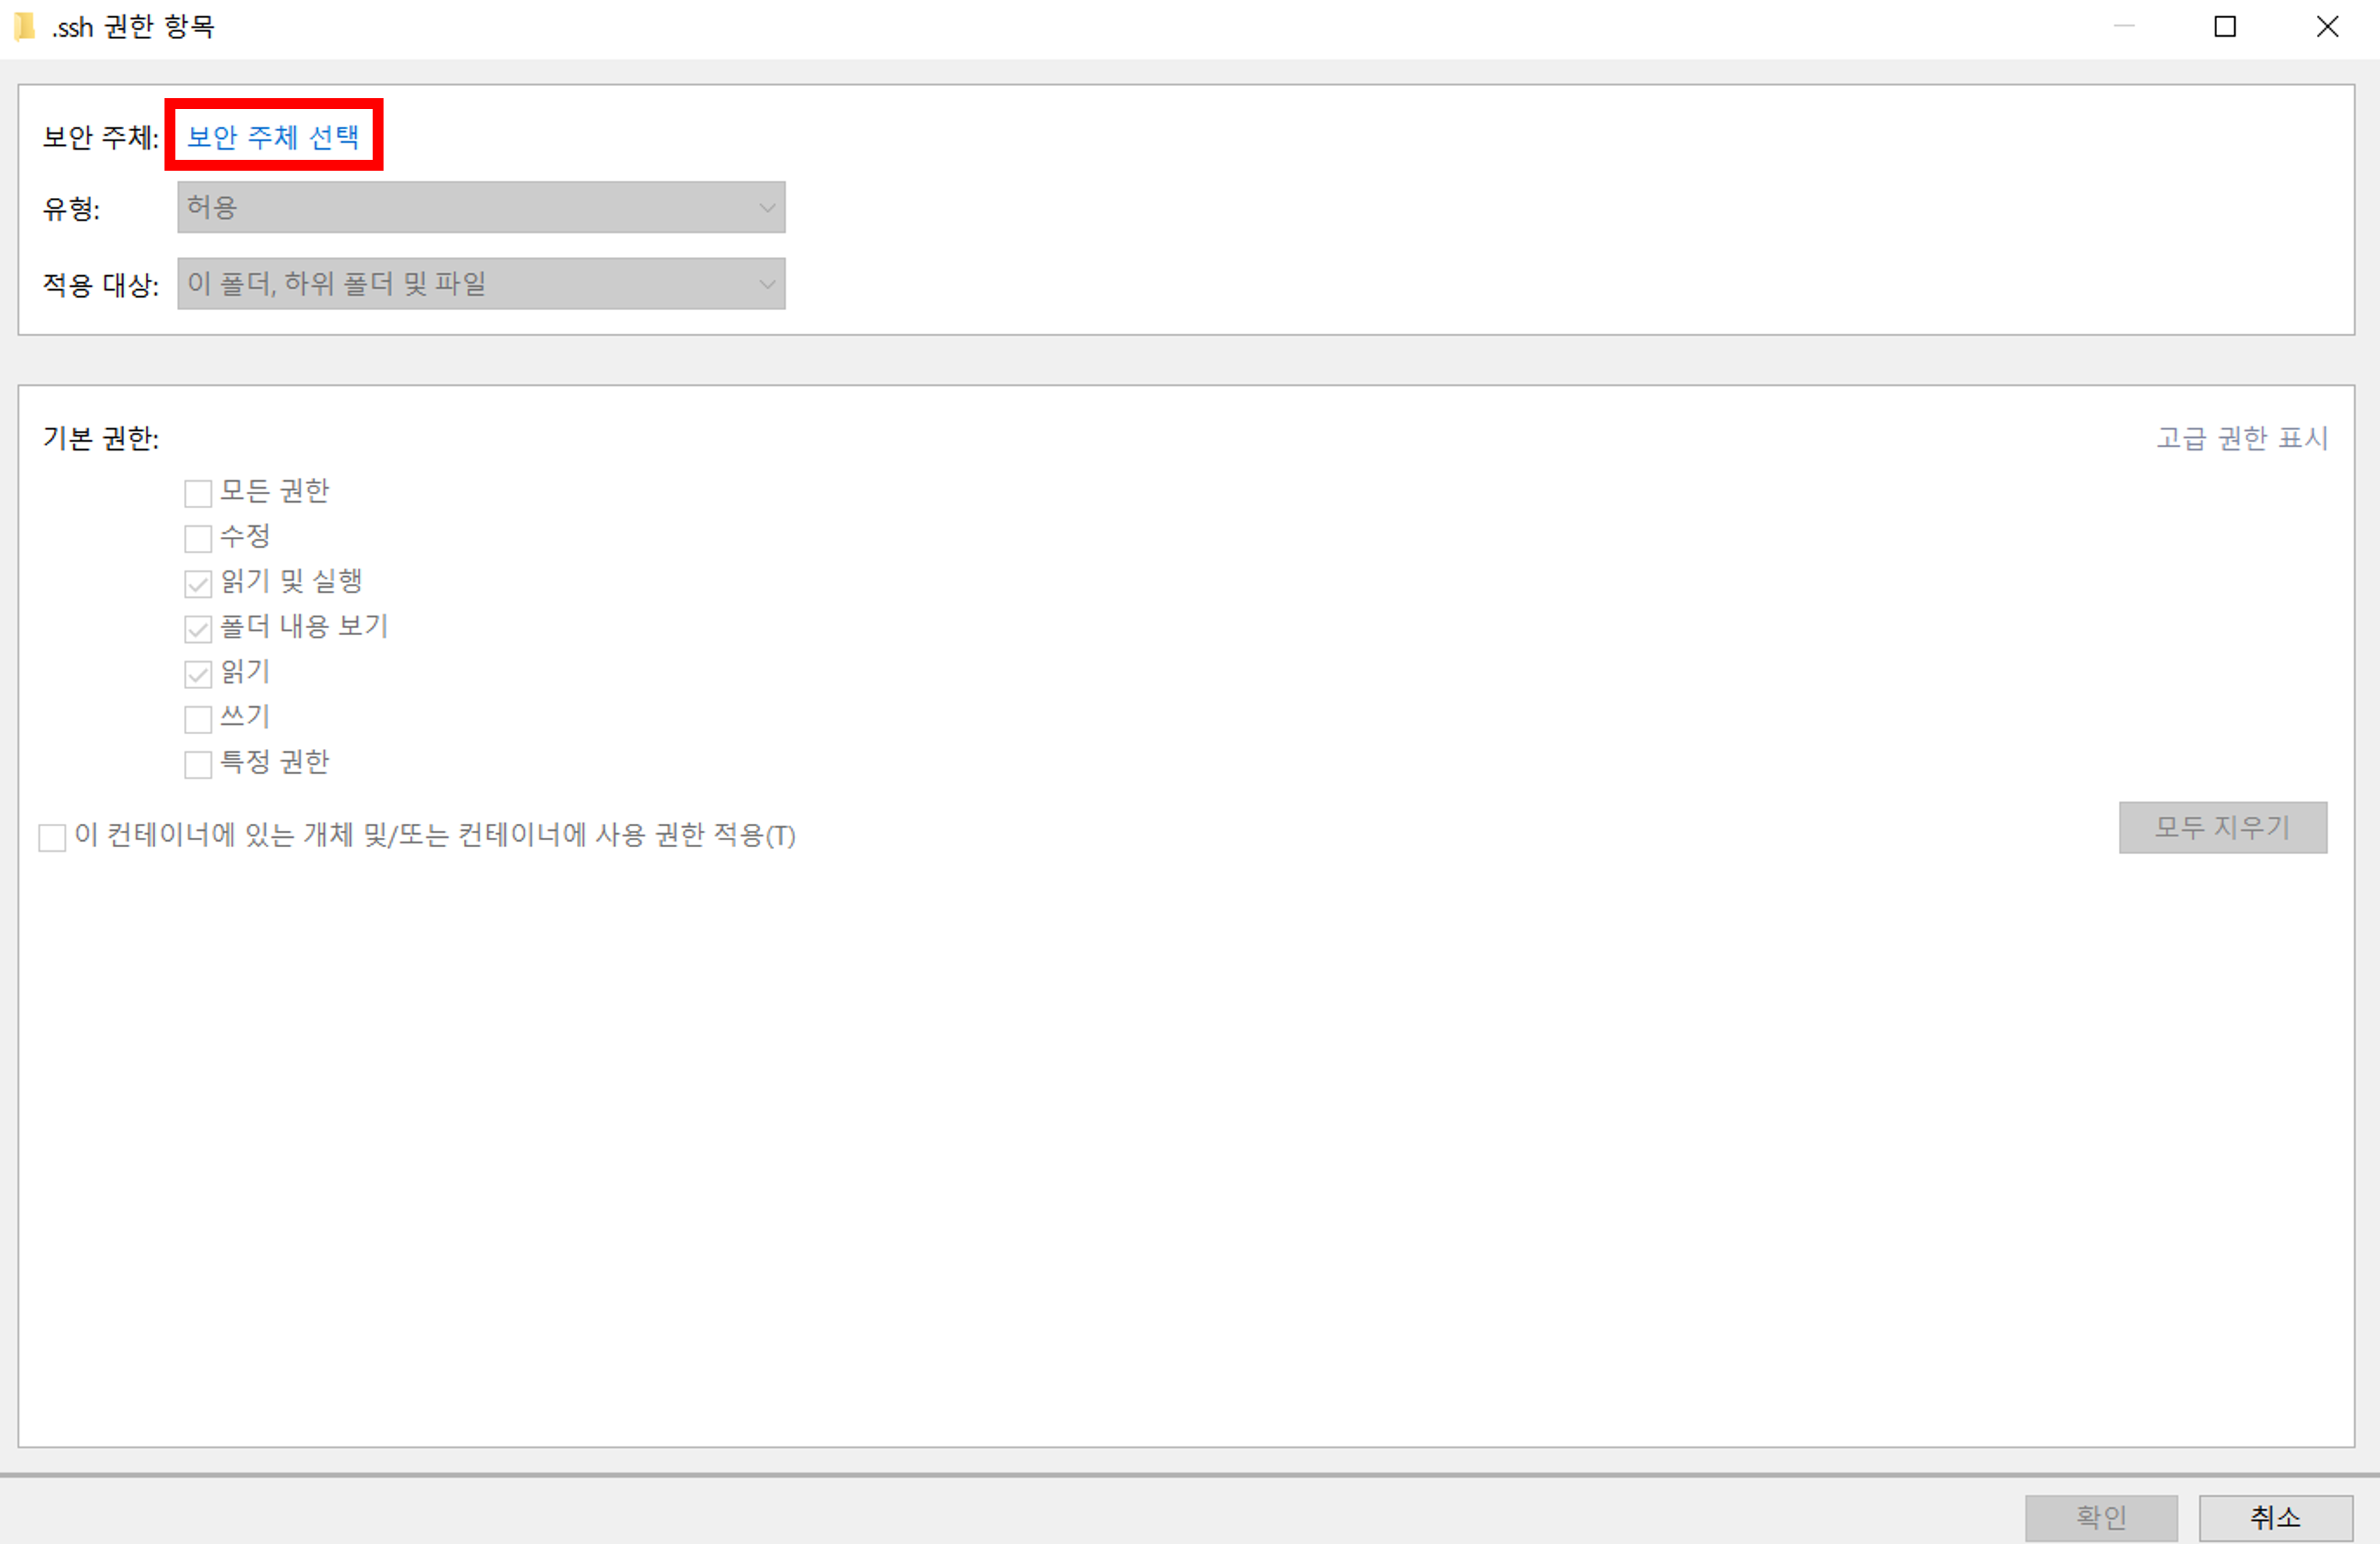 .ssh 권한 항목
보안 주체: 보안 주체 선택
유형: 허용
적용 대상: 이 폴더, 하위 폴더 및 파일
기본 권한: 고급 권한 표시
모든 권한
수정
읽기 및 실행
폴더 내용 보기
읽기
쓰기
특정 권한
이 컨테이너에 있는 개체 및/또는 컨테이너에 사용 권한 적용(T) 모두 지우기
확인 취소